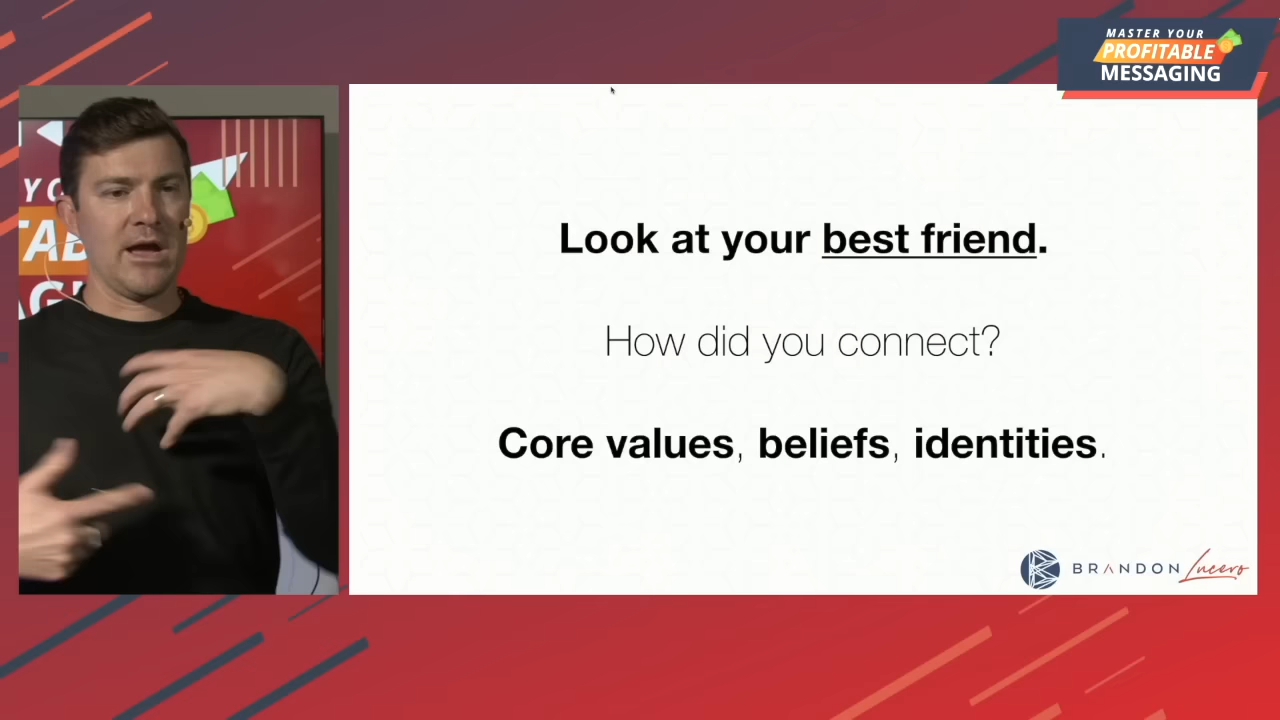 MASTER YOUR
PROFITABLE
MESSAGING
Look at your best friend.
How did you connect?
Core values, beliefs, identities.
BRANDON Lucero